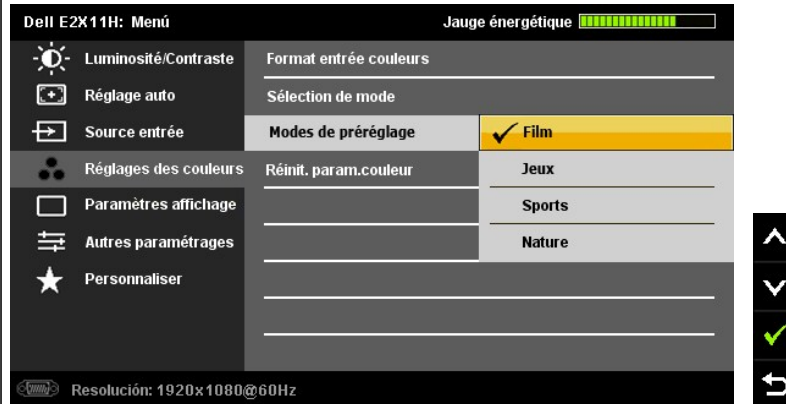 Dell E2X11H: Menú
Jauge énergétique
Luminosité/Contraste
Format entrée couleurs
Réglage auto
Sélection de mode
Source entrée
Modes de préréglage
Film
Réglages des couleurs
Réinit. param.couleur
Jeux
Paramètres affichage
Sports
Autres paramétrages
Nature
Personnaliser
Resolución: 1920x1080@60Hz